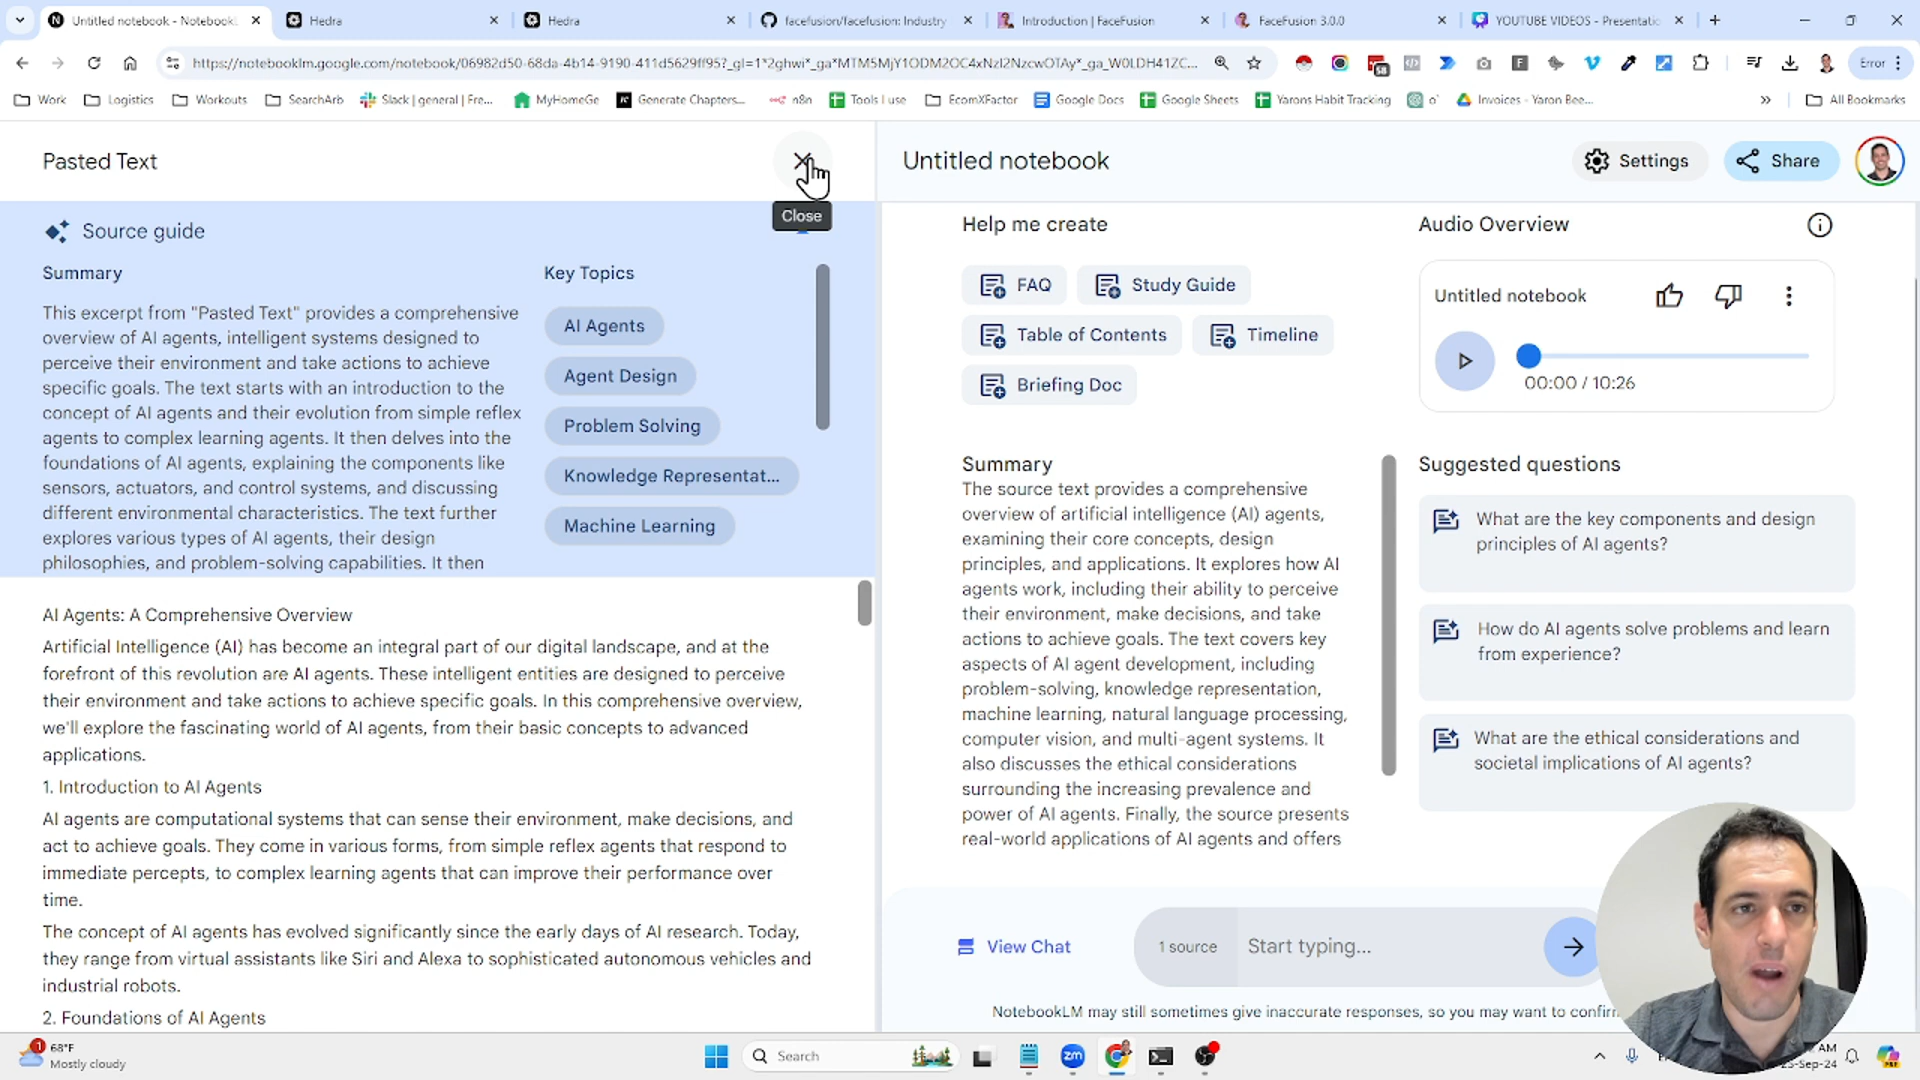 Untitled notebook - Notebook
Hedra
Hedra
facefusion/facefusion: Industry
Introduction | FaceFusion
FaceFusion 3.0.0
YOUTUBE VIDEOS - Presentatic
https://notebooklm.google.com/notebook/06982d50-68da-4b14-9190-411d5629ff95?_gl=1*2ghwi*_ga*MTM5MjY1ODM2OC4xNzI2NzcwOTAy*_ga_W0LDH41ZC...
58
Error
Work
Logistics
Workouts
SearchArb
Slack | general | Fre...
MyHomeGe
Generate Chapters...
n8n
Tools I use
EcomXFactor
Google Docs
Google Sheets
Yarons Habit Tracking
Invoices - Yaron Bee...
All Bookmarks
Pasted Text
Close
Untitled notebook
Settings
Share
Source guide
Summary
This excerpt from "Pasted Text" provides a comprehensive
overview of AI agents, intelligent systems designed to
perceive their environment and take actions to achieve
specific goals. The text starts with an introduction to the
concept of AI agents and their evolution from simple reflex
agents to complex learning agents. It then delves into the
foundations of AI agents, explaining the components like
sensors, actuators, and control systems, and discussing
different environmental characteristics. The text further
explores various types of AI agents, their design
philosophies, and problem-solving capabilities. It then
Key Topics
AI Agents
Agent Design
Problem Solving
Knowledge Representat...
Machine Learning
AI Agents: A Comprehensive Overview
Artificial Intelligence (AI) has become an integral part of our digital landscape, and at the
forefront of this revolution are AI agents. These intelligent entities are designed to perceive
their environment and take actions to achieve specific goals. In this comprehensive overview,
we'll explore the fascinating world of AI agents, from their basic concepts to advanced
applications.
1. Introduction to AI Agents
AI agents are computational systems that can sense their environment, make decisions, and
act to achieve goals. They come in various forms, from simple reflex agents that respond to
immediate percepts, to complex learning agents that can improve their performance over
time.
The concept of AI agents has evolved significantly since the early days of AI research. Today,
they range from virtual assistants like Siri and Alexa to sophisticated autonomous vehicles and
industrial robots.
2. Foundations of AI Agents
Help me create
FAQ
Study Guide
Table of Contents
Timeline
Briefing Doc
Audio Overview
Untitled notebook
00:00 / 10:26
Summary
The source text provides a comprehensive
overview of artificial intelligence (AI) agents,
examining their core concepts, design
principles, and applications. It explores how AI
agents work, including their ability to perceive
their environment, make decisions, and take
actions to achieve goals. The text covers key
aspects of AI agent development, including
problem-solving, knowledge representation,
machine learning, natural language processing,
computer vision, and multi-agent systems. It
also discusses the ethical considerations
surrounding the increasing prevalence and
power of AI agents. Finally, the source presents
real-world applications of AI agents and offers
Suggested questions
What are the key components and design
principles of AI agents?
How do AI agents solve problems and learn
from experience?
What are the ethical considerations and
societal implications of AI agents?
View Chat
1 source
Start typing...
NotebookLM may still sometimes give inaccurate responses, so you may want to confirm
1
68°F
Mostly cloudy
Search
zm
AM
-Sep-24